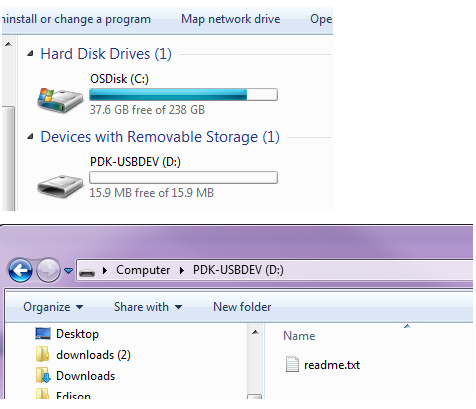 ninstall or change a program Map network drive Ope
Hard Disk Drives (1)
OSDisk (C:)
37.6 GB free of 238 GB
Devices with Removable Storage (1)
PDK-USBDEV (D:)
15.9 MB free of 15.9 MB
Computer PDK-USBDEV (D:)
Organize Share with New folder
Desktop
Name
downloads (2)
readme.txt
Downloads
Edison